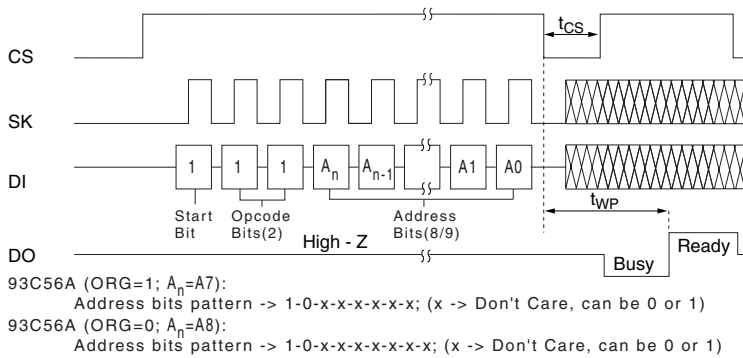 CS
t_CS
SK
DI
1 1 1 A_n A_n-1 A1 A0
Start Bit
Opcode Bits(2)
Address Bits(8/9)
t_WP
DO
High - Z
Busy
Ready
93C56A (ORG=1; A_n=A7):
Address bits pattern -> 1-0-x-x-x-x-x-x; (x -> Don't Care, can be 0 or 1)
93C56A (ORG=0; A_n=A8):
Address bits pattern -> 1-0-x-x-x-x-x-x-x; (x -> Don't Care, can be 0 or 1)